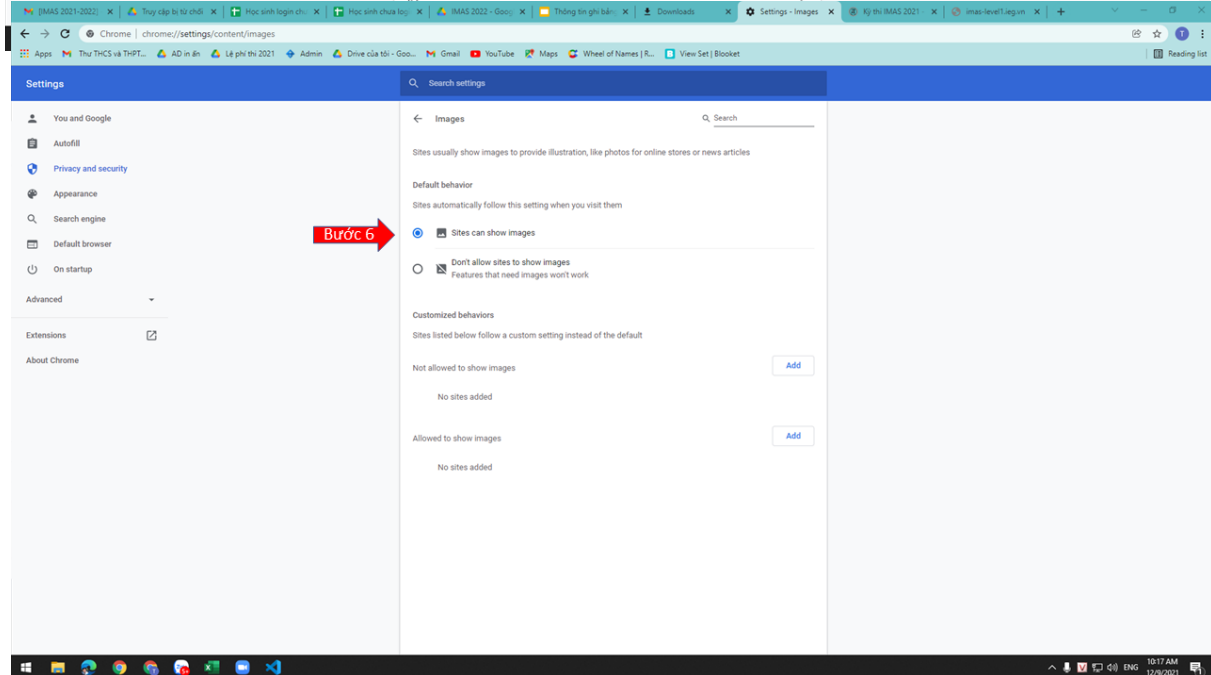 [IMAS 2021-2022]
Truy cập bị từ chối
Học sinh login chư
Học sinh chưa log
IMAS 2022 - Goog
Thông tin ghi bảng
Downloads
Settings - Images
Kỳ thi IMAS 2021 -
imas-level1.ieg.vn
Chrome | chrome://settings/content/images
Apps
Thư THCS và THPT...
AD in ấn
Lệ phí thi 2021
Admin
Drive của tôi - Goo...
Gmail
YouTube
Maps
Wheel of Names | R...
View Set | Blooket
Reading list
Settings
Search settings
You and Google
Autofill
Privacy and security
Appearance
Search engine
Default browser
On startup
Advanced
Extensions
About Chrome
Images
Search
Sites usually show images to provide illustration, like photos for online stores or news articles
Default behavior
Sites automatically follow this setting when you visit them
Bước 6
Sites can show images
Don't allow sites to show images
Features that need images won't work
Customized behaviors
Sites listed below follow a custom setting instead of the default
Not allowed to show images
Add
No sites added
Allowed to show images
Add
No sites added
ENG
10:17 AM
12/9/2021